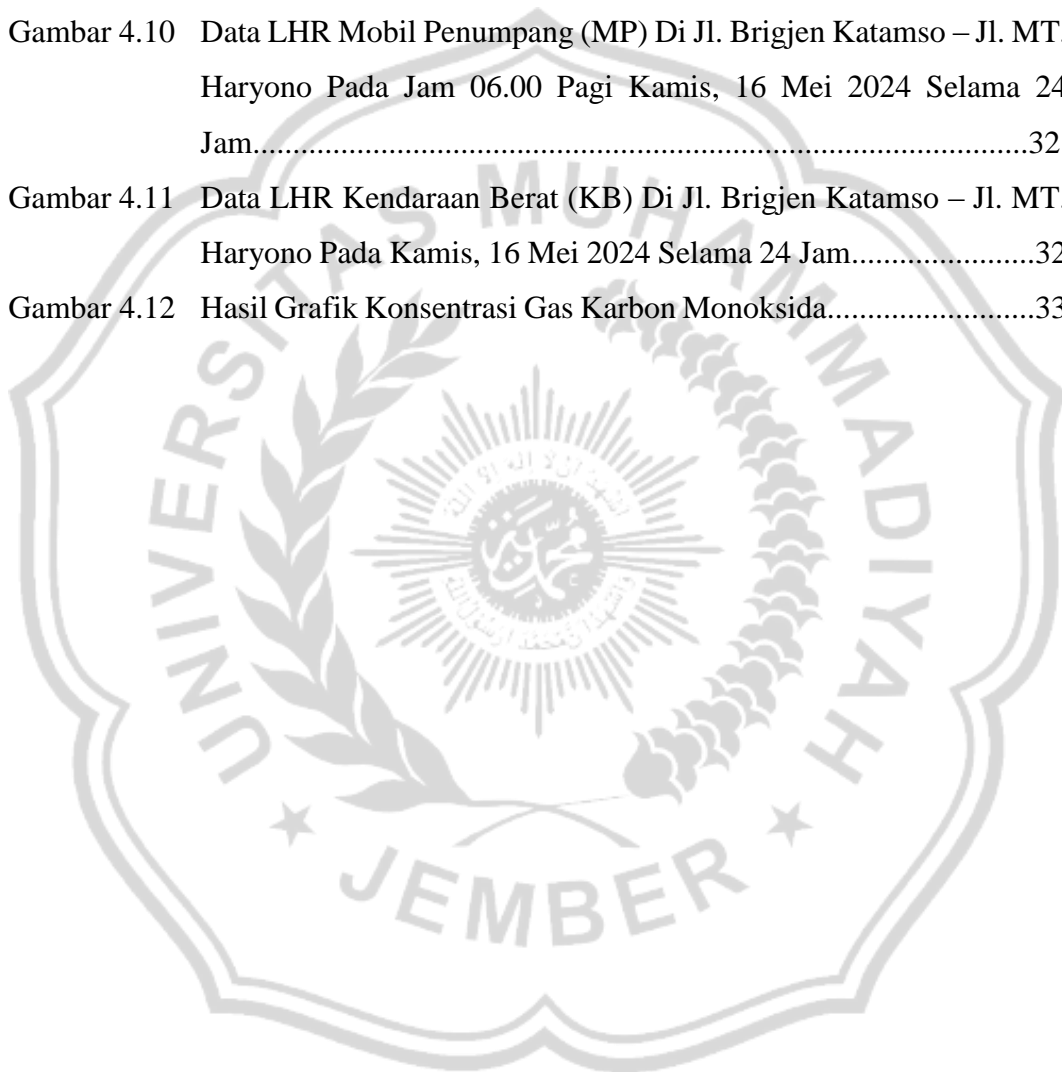 Gambar 4.10 Data LHR Mobil Penumpang (MP) Di Jl. Brigjen Katamso – Jl. MT.
Haryono Pada Jam 06.00 Pagi Kamis, 16 Mei 2024 Selama 24
Jam....................................................................................32
Gambar 4.11 Data LHR Kendaraan Berat (KB) Di Jl. Brigjen Katamso – Jl. MT.
Haryono Pada Kamis, 16 Mei 2024 Selama 24 Jam......................32
Gambar 4.12 Hasil Grafik Konsentrasi Gas Karbon Monoksida.........................33
UNIVERSITAS MUHAMMADIYAH
JEMBER